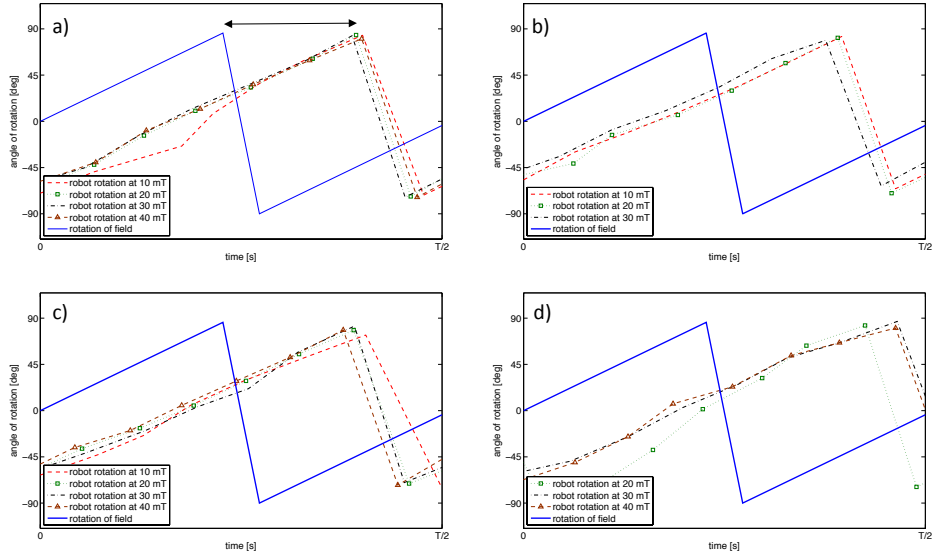 a)
90
45
0
−45
−90
angle of rotation [deg]
robot rotation at 10 mT
robot rotation at 20 mT
robot rotation at 30 mT
robot rotation at 40 mT
rotation of field
0
T/2
time [s]
b)
90
45
0
−45
−90
angle of rotation [deg]
robot rotation at 10 mT
robot rotation at 20 mT
robot rotation at 30 mT
rotation of field
0
T/2
time [s]
c)
90
45
0
−45
−90
angle of rotation [deg]
robot rotation at 10 mT
robot rotation at 20 mT
robot rotation at 30 mT
robot rotation at 40 mT
rotation of field
0
T/2
time [s]
d)
90
45
0
−45
−90
angle of rotation [deg]
robot rotation at 20 mT
robot rotation at 30 mT
robot rotation at 40 mT
rotation of field
0
T/2
time [s]